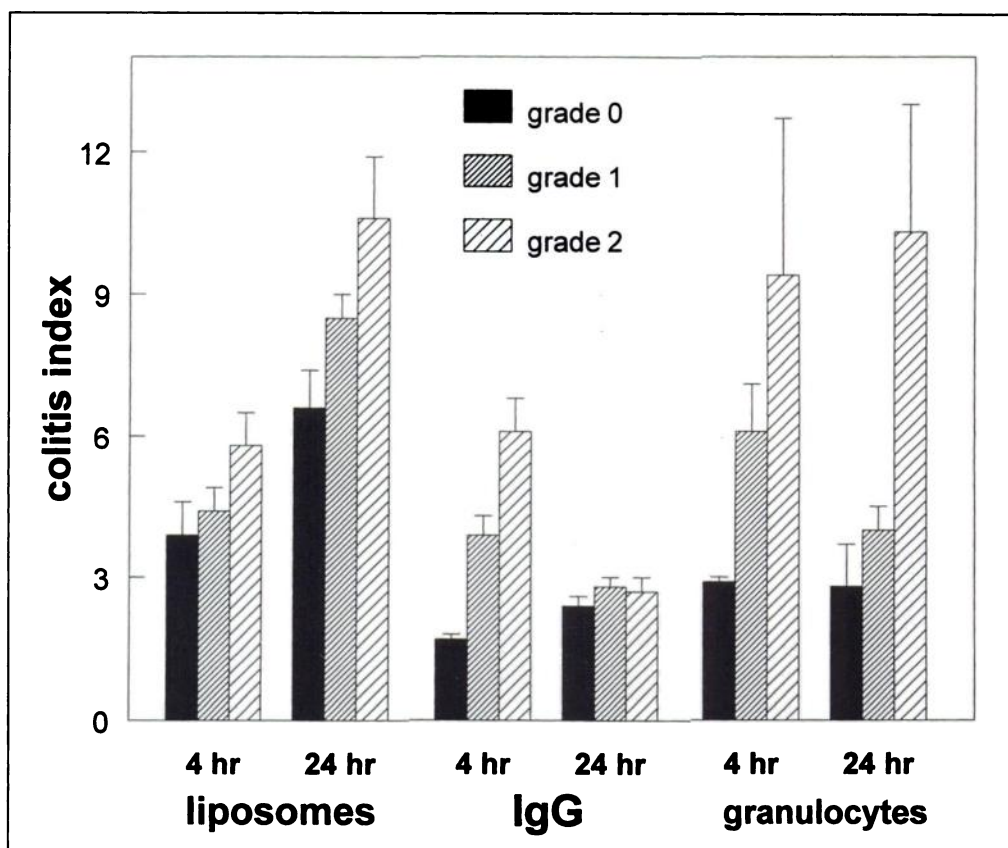 grade 0
grade 1
grade 2
colitis index
12
9
6
3
0
4 hr 24 hr 4 hr 24 hr 4 hr 24 hr
liposomes IgG granulocytes